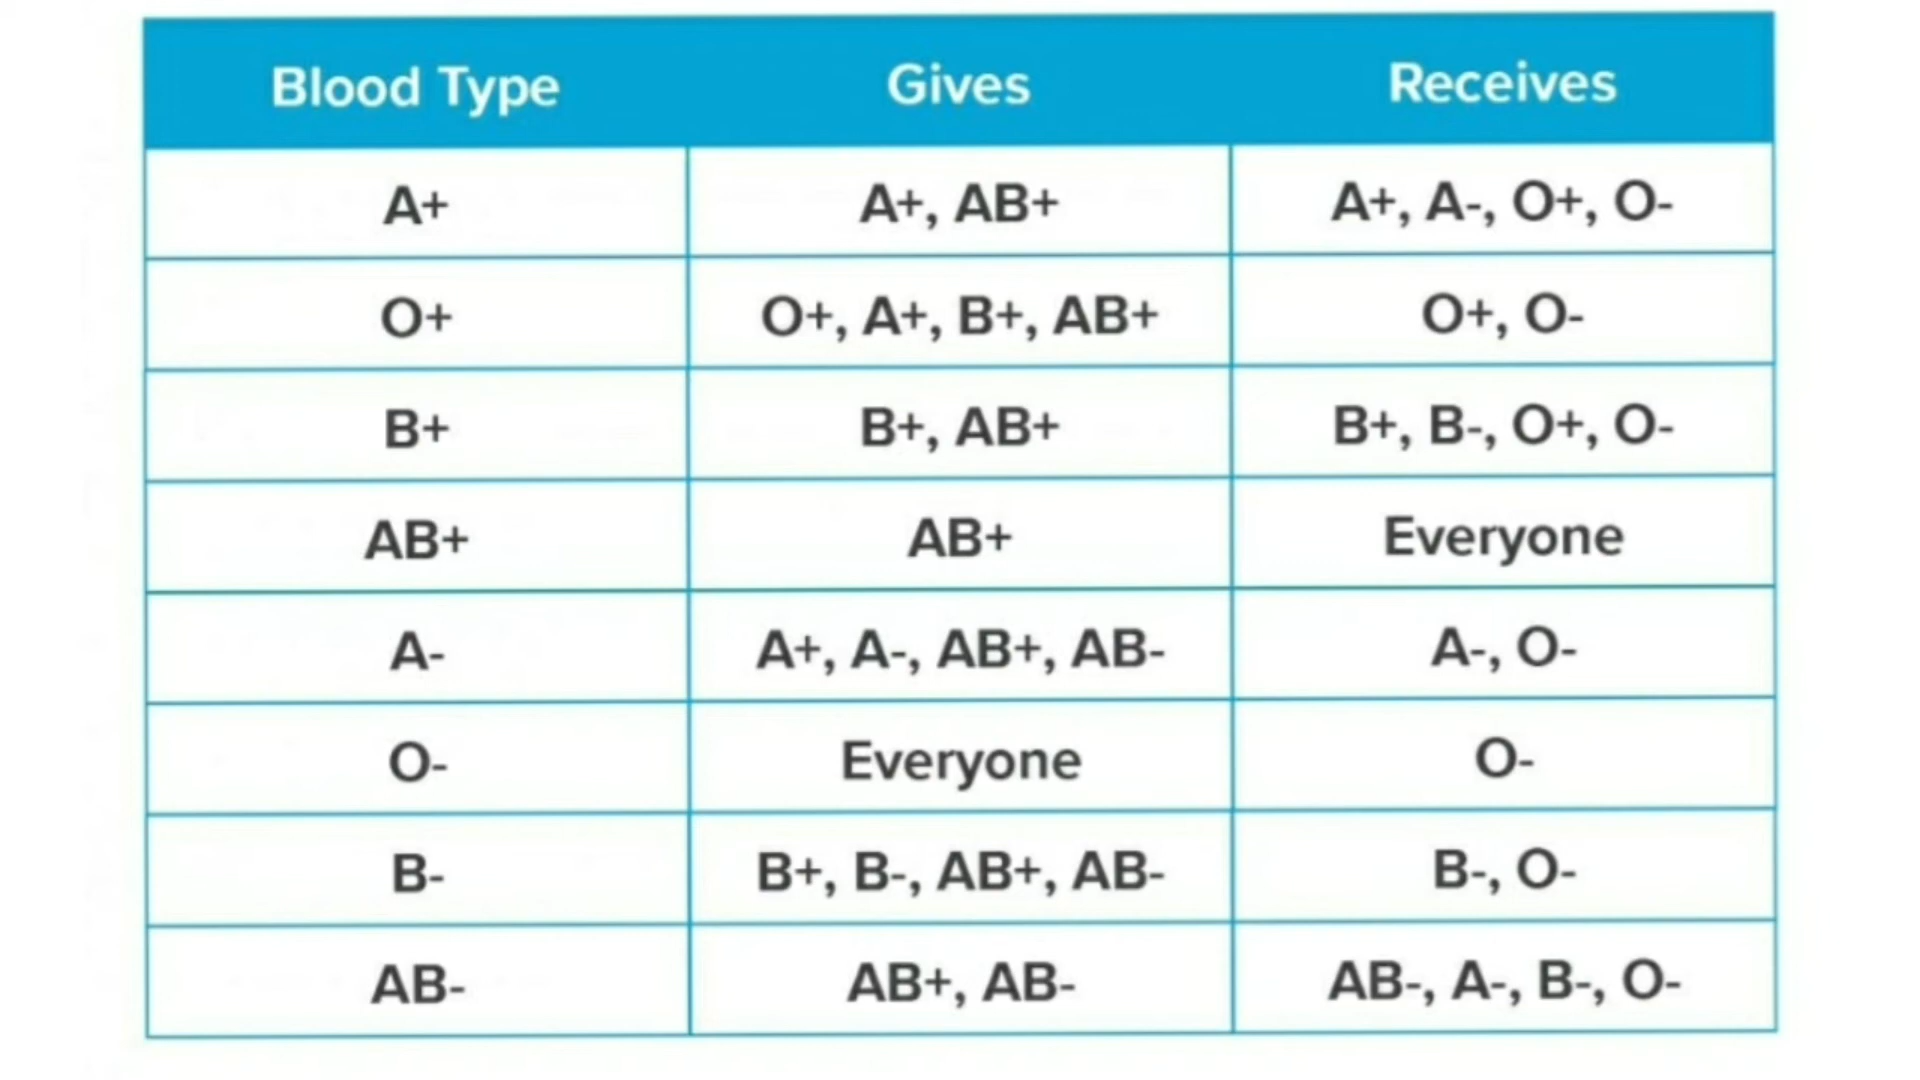 Blood Type Gives Receives
A+ A+, AB+ A+, A-, O+, O-
O+ O+, A+, B+, AB+ O+, O-
B+ B+, AB+ B+, B-, O+, O-
AB+ AB+ Everyone
A- A+, A-, AB+, AB- A-, O-
O- Everyone O-
B- B+, B-, AB+, AB- B-, O-
AB- AB+, AB- AB-, A-, B-, O-